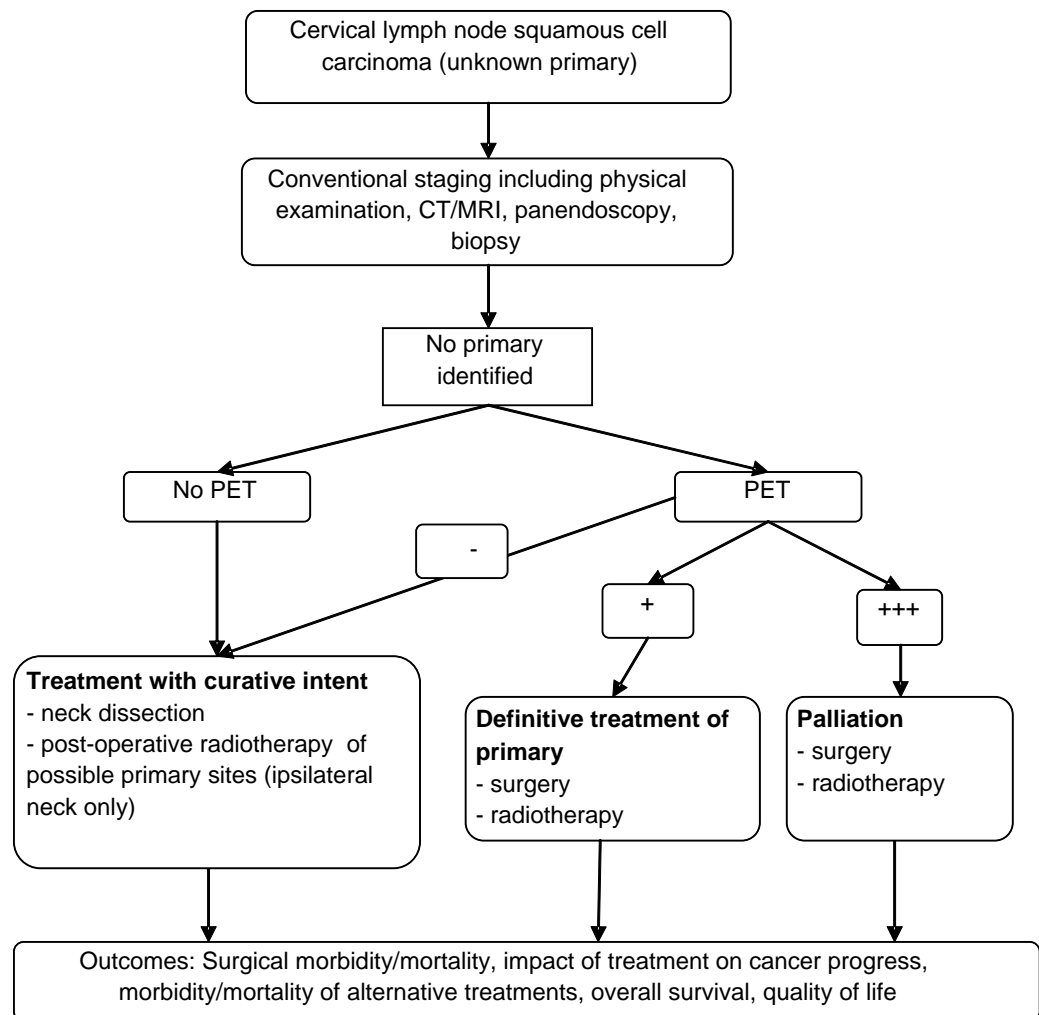 Cervical lymph node squamous cell
carcinoma (unknown primary)
Conventional staging including physical
examination, CT/MRI, panendoscopy,
biopsy
No primary
identified
No PET
PET
-
+
+++
Treatment with curative intent
- neck dissection
- post-operative radiotherapy of
possible primary sites (ipsilateral
neck only)
Definitive treatment of
primary
- surgery
- radiotherapy
Palliation
- surgery
- radiotherapy
Outcomes: Surgical morbidity/mortality, impact of treatment on cancer progress,
morbidity/mortality of alternative treatments, overall survival, quality of life